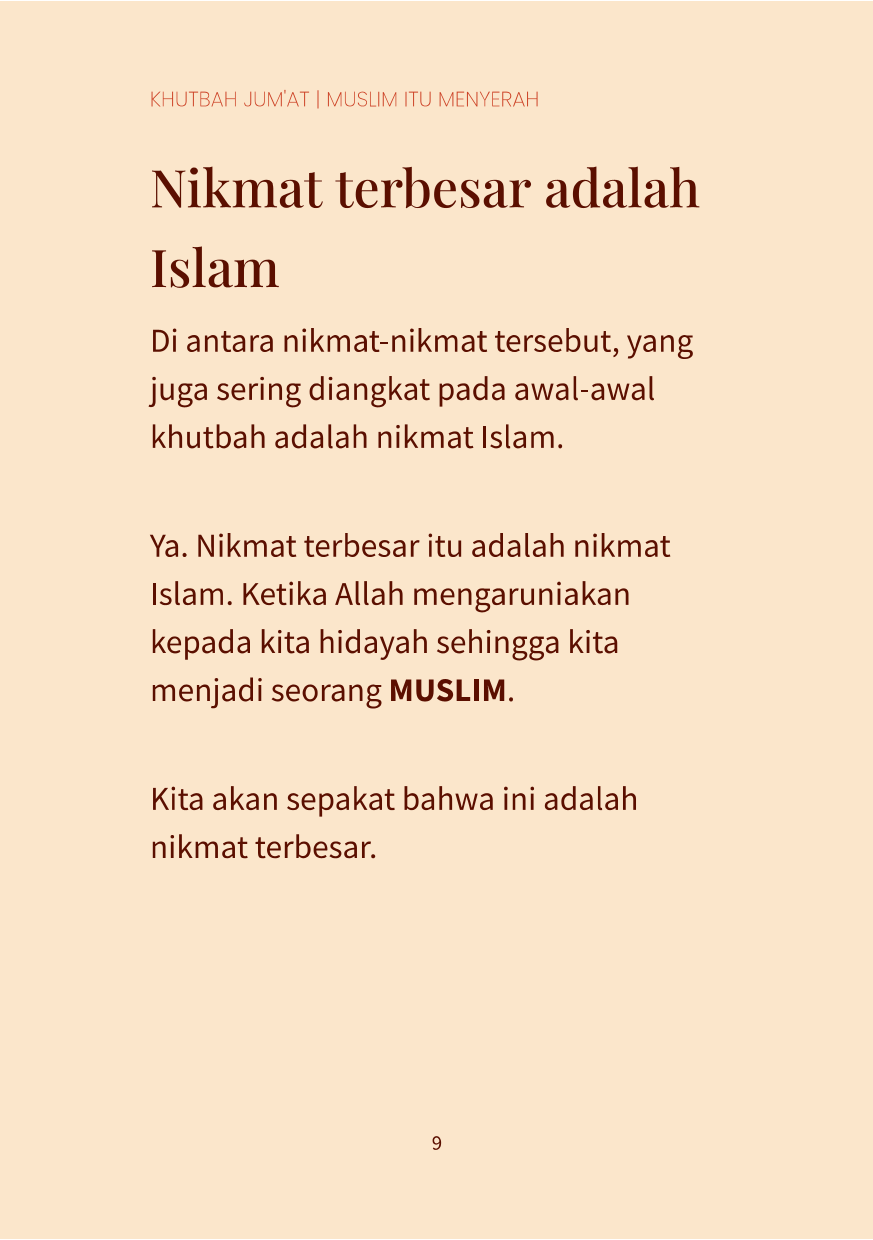 KHUTBAH JUM'AT | MUSLIM ITU MENYERAH
Nikmat terbesar adalah
Islam
Di antara nikmat-nikmat tersebut, yang
juga sering diangkat pada awal-awal
khutbah adalah nikmat Islam.
Ya. Nikmat terbesar itu adalah nikmat
Islam. Ketika Allah mengaruniakan
kepada kita hidayah sehingga kita
menjadi seorang MUSLIM.
Kita akan sepakat bahwa ini adalah
nikmat terbesar.
9